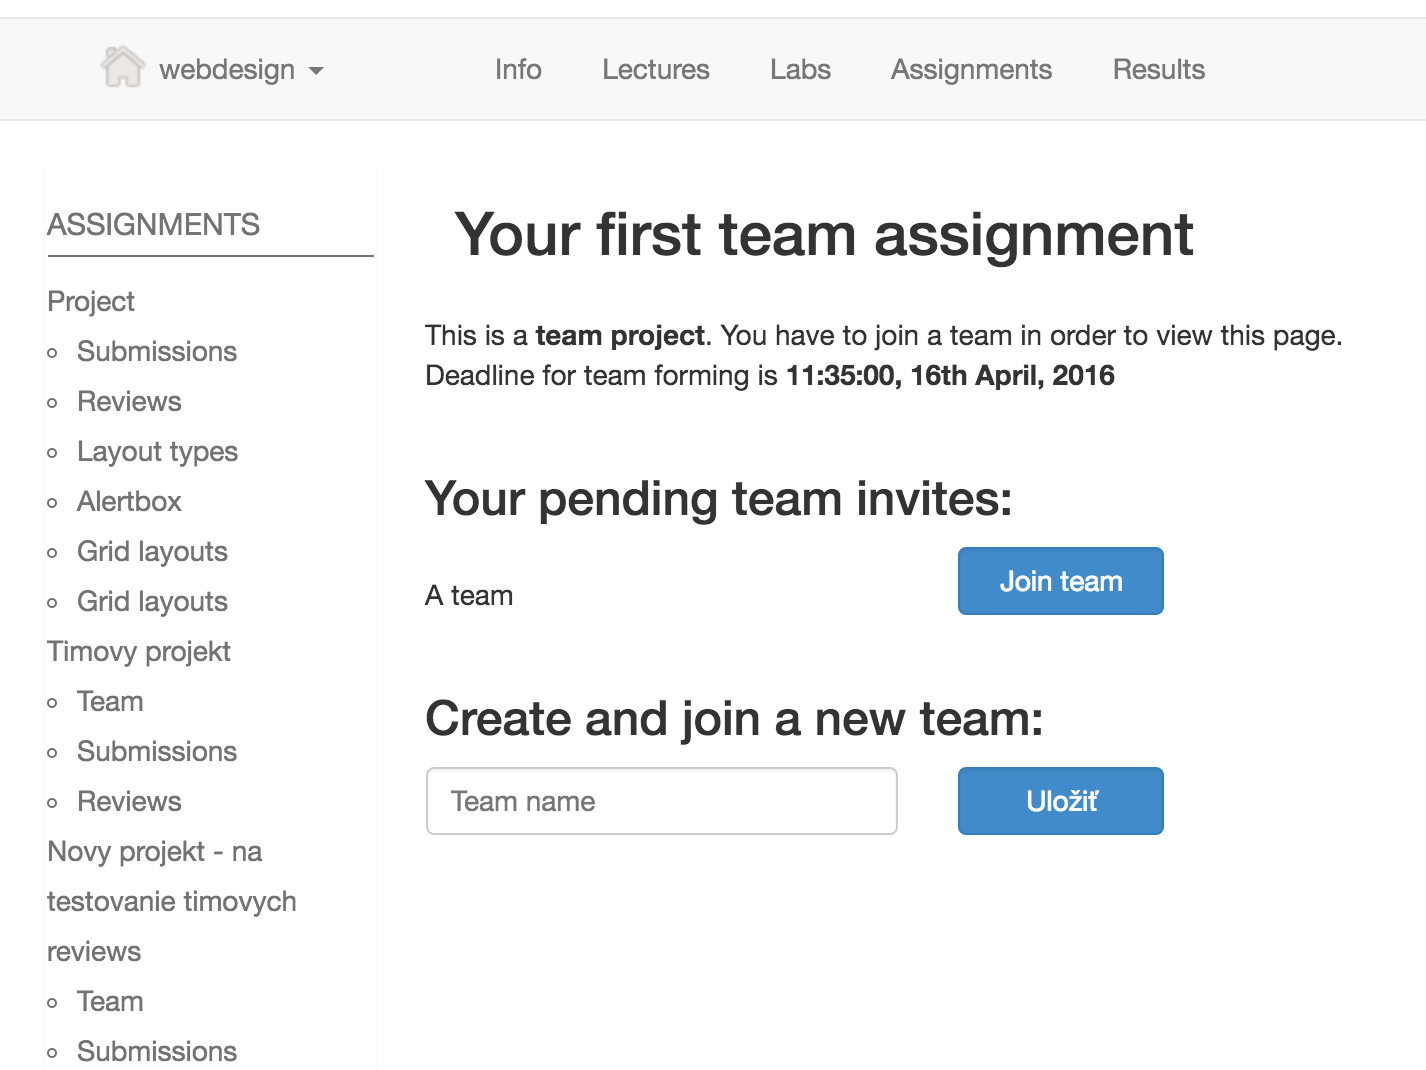 webdesign
Info
Lectures
Labs
Assignments
Results
ASSIGNMENTS
Project
Submissions
Reviews
Layout types
Alertbox
Grid layouts
Grid layouts
Timovy projekt
Team
Submissions
Reviews
Novy projekt - na
testovanie timovych
reviews
Team
Submissions
Your first team assignment
This is a team project. You have to join a team in order to view this page.
Deadline for team forming is 11:35:00, 16th April, 2016
Your pending team invites:
A team
Join team
Create and join a new team:
Team name
Uložiť